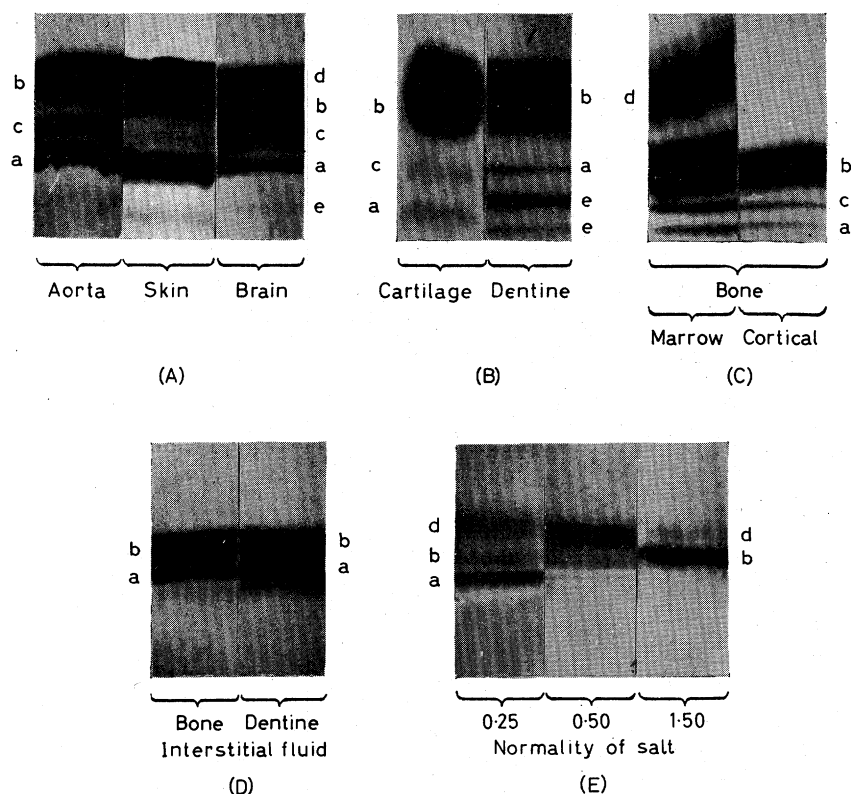 b
c
a
d
b
c
a
e
Aorta Skin Brain
(A)
b
c
a
b
a
e
e
Cartilage Dentine
(B)
d
b
c
a
Bone
Marrow Cortical
(C)
b
a
b
a
Bone Dentine
Interstitial fluid
(D)
d
b
a
d
b
0·25 0·50 1·50
Normality of salt
(E)